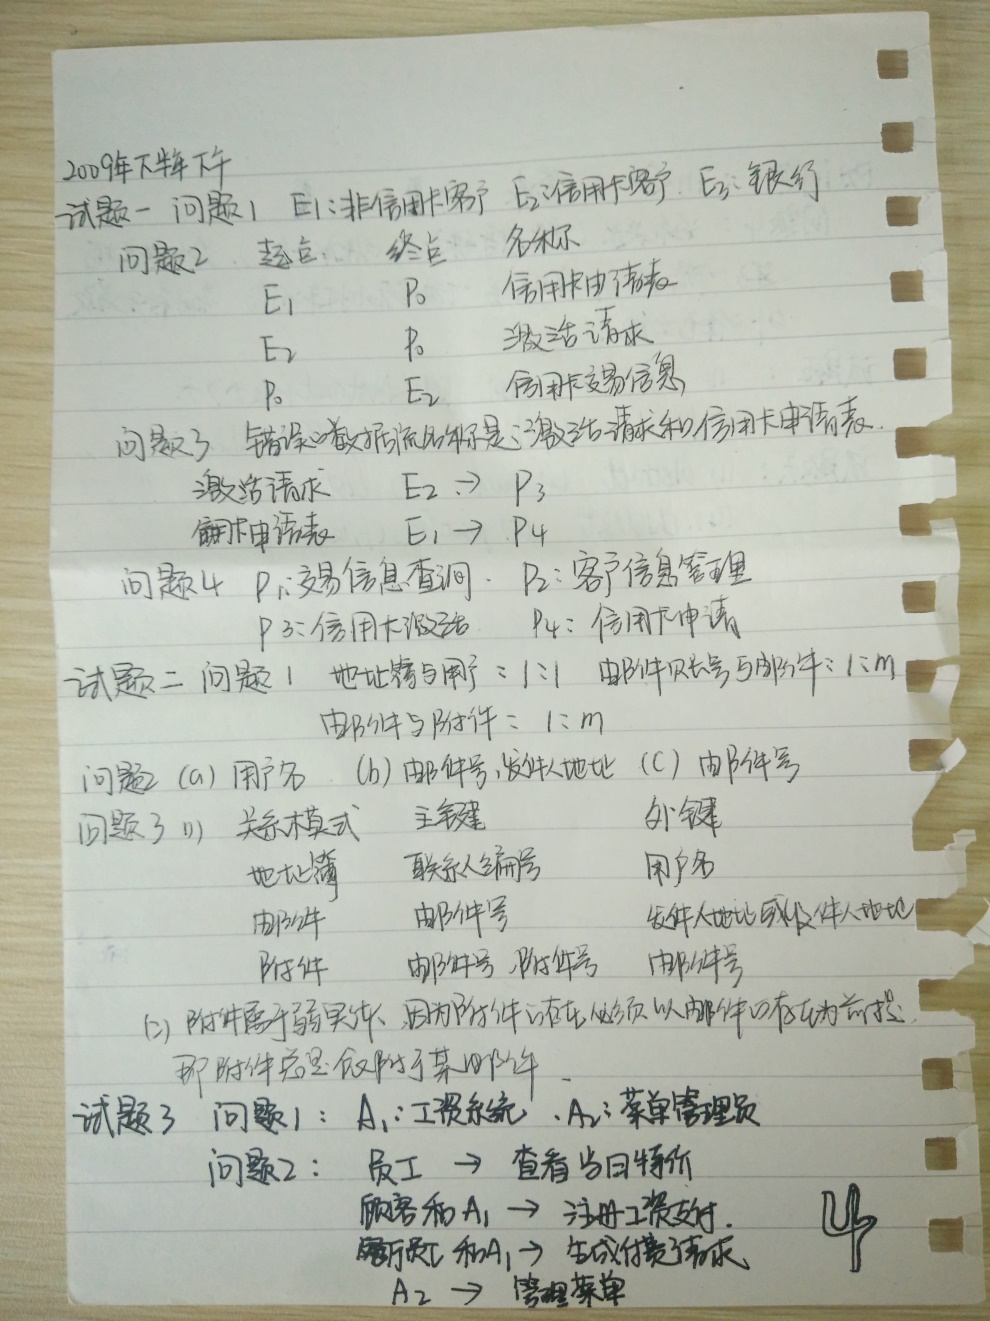 2009年下半年下午
试题一 问题1 E1:非信用卡客户 E2:信用卡客户 E3:银行
问题2 起点 终点 名称
E1 P0 信用卡申请表
E2 P0 激活请求
P0 E2 信用卡交易信息
问题3 错误的数据流名称是:激活请求和信用卡申请表.
激活请求 E2 → P3
信用卡申请表 E1 → P4
问题4 P1:交易信息查询. P2:客户信息管理
P3:信用卡激活 P4:信用卡申请
试题二 问题1 地址簿与用户:1:1 邮件账号与邮件:1:m
邮件与附件:1:m
问题2 (a)用户名 (b)邮件号,发件人地址 (c)邮件号
问题3 (1) 关系模式 主键 外键
地址簿 联系人编号 用户名
邮件 邮件号 发件人地址或收件人地址
附件 邮件号,附件号 邮件号
(2) 附件属于弱实体,因为附件的存在必须以邮件的存在为前提,
即附件总是依附于某邮件.
试题3 问题1: A1:工资系统. A2:菜单管理员
问题2: 员工 → 查看当日特价
顾客和A1 → 注册工资支付.
餐厅员工和A1 → 生成付费请求
A2 → 管理菜单
4